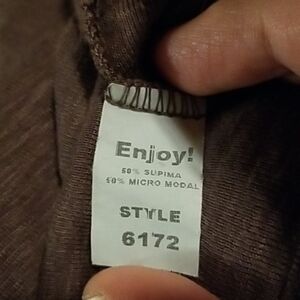 Enjoy!
50% SUPIMA
50% MICRO MODAL
STYLE
6172